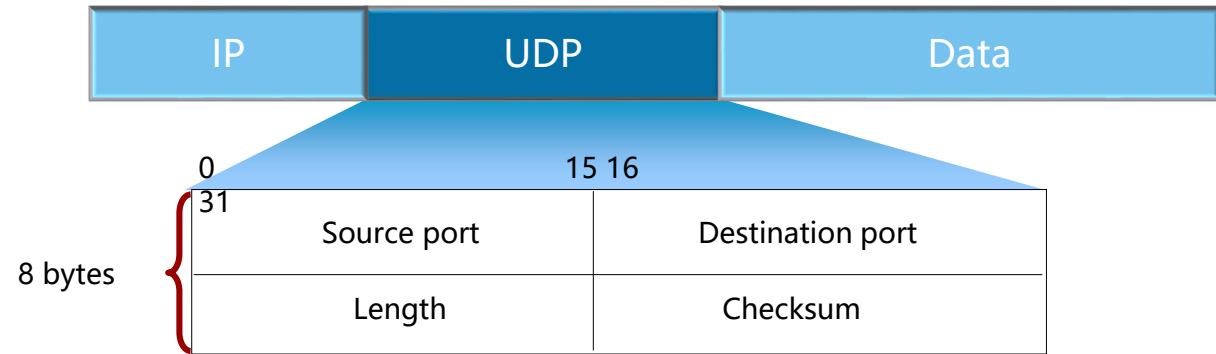 IP UDP Data
0 15 16
31
Source port Destination port
8 bytes
Length Checksum